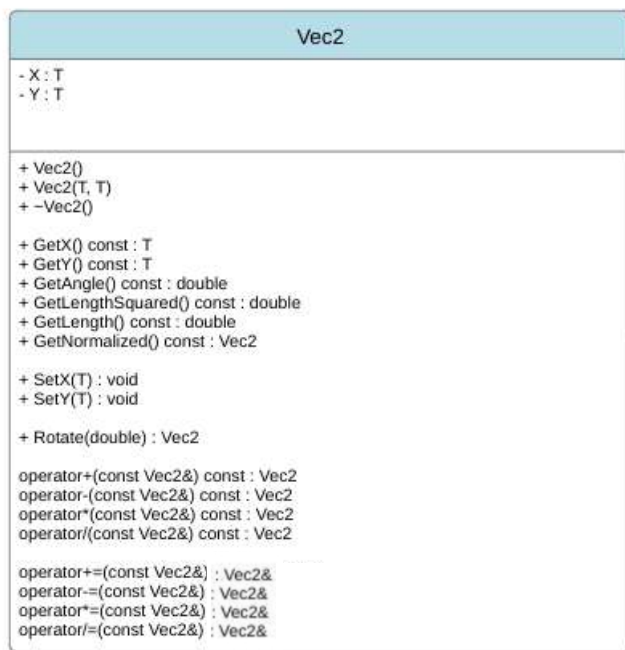 Vec2
- X : T
- Y : T
+ Vec2()
+ Vec2(T, T)
+ ~Vec2()
+ GetX() const : T
+ GetY() const : T
+ GetAngle() const : double
+ GetLengthSquared() const : double
+ GetLength() const : double
+ GetNormalized() const : Vec2
+ SetX(T) : void
+ SetY(T) : void
+ Rotate(double) : Vec2
operator+(const Vec2&) const : Vec2
operator-(const Vec2&) const : Vec2
operator*(const Vec2&) const : Vec2
operator/(const Vec2&) const : Vec2
operator+=(const Vec2&) : Vec2&
operator-=(const Vec2&) : Vec2&
operator*=(const Vec2&) : Vec2&
operator/=(const Vec2&) : Vec2&